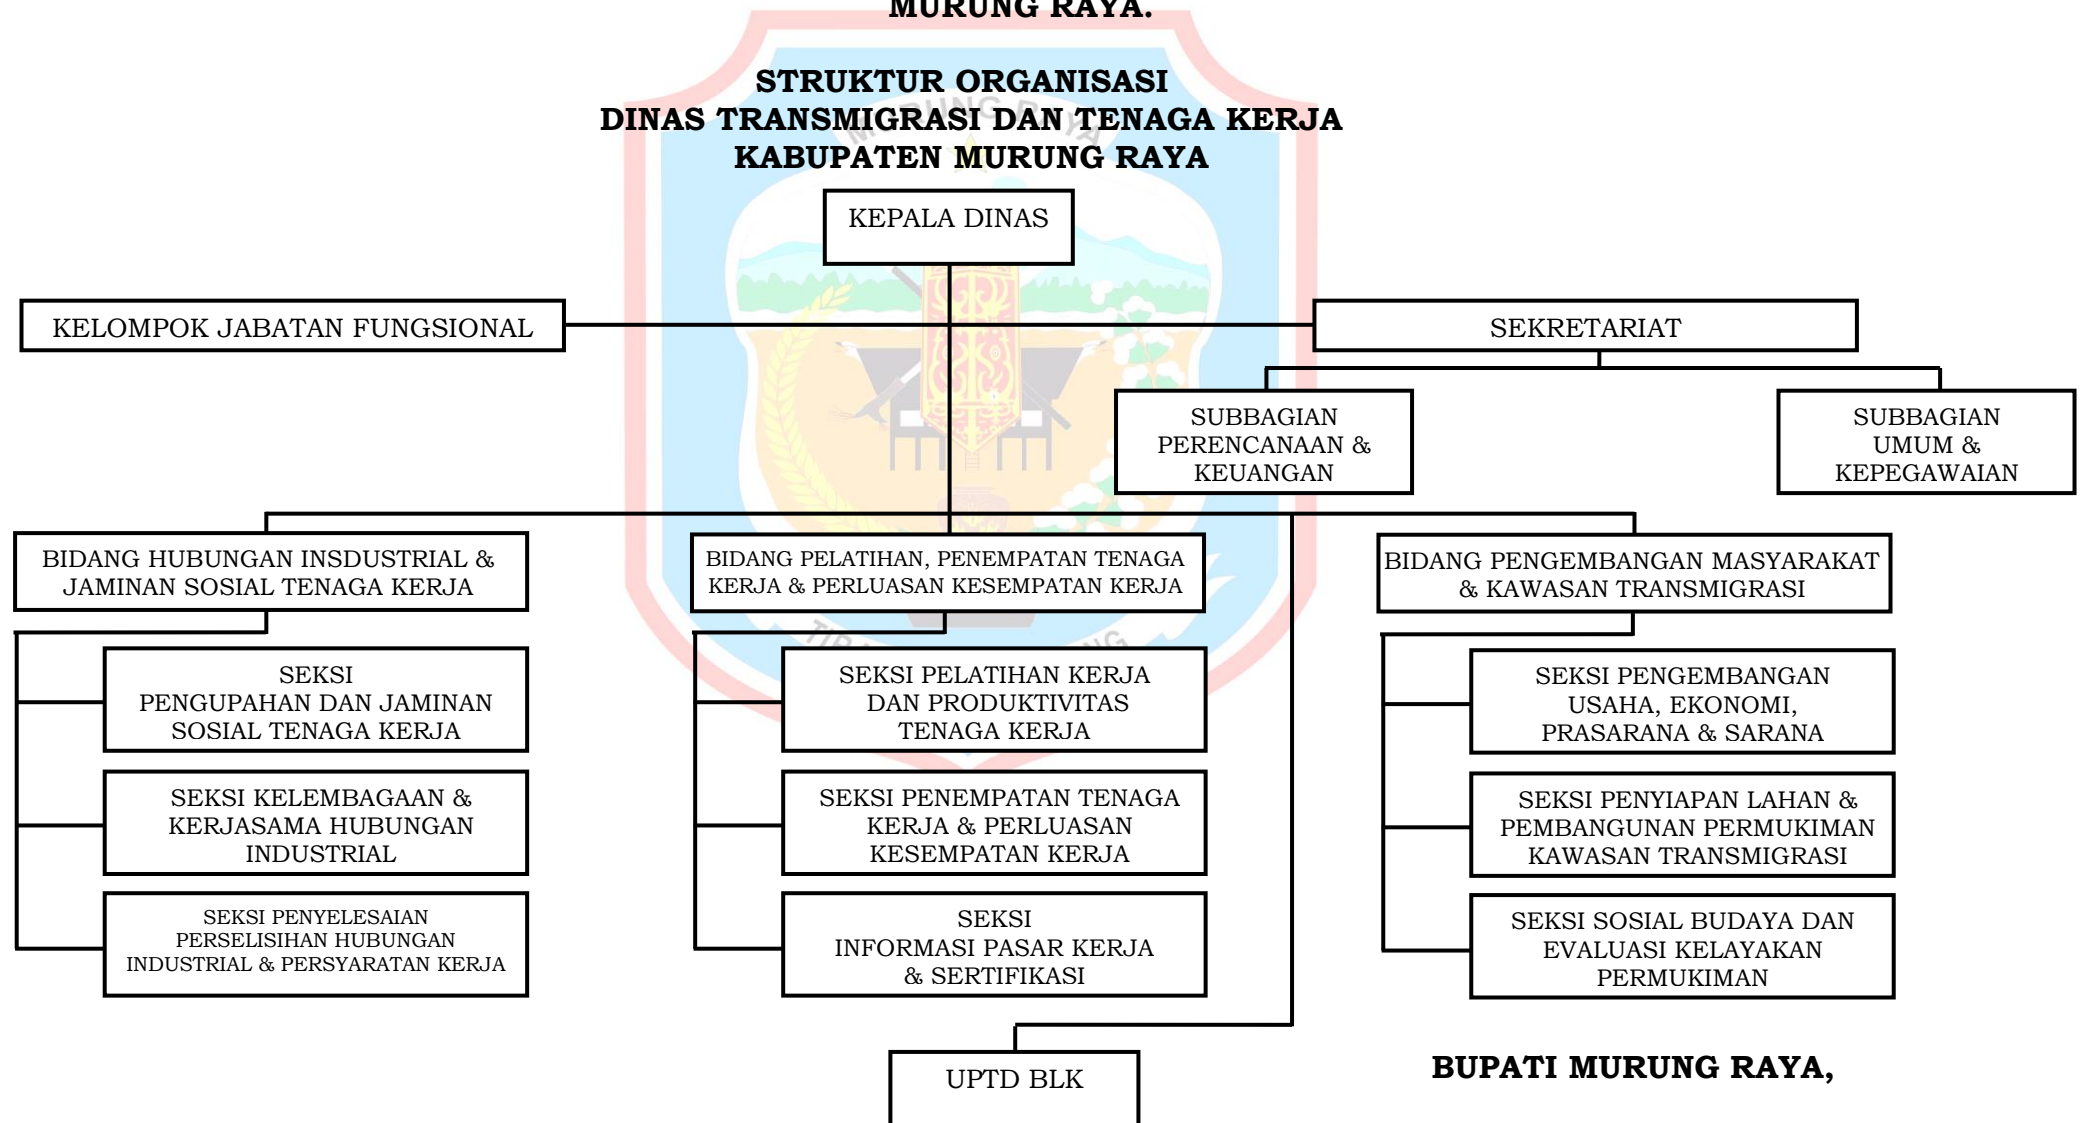 MURUNG RAYA.
STRUKTUR ORGANISASI
DINAS TRANSMIGRASI DAN TENAGA KERJA
KABUPATEN MURUNG RAYA
MURUNG RAYA
KEPALA DINAS
KELOMPOK JABATAN FUNGSIONAL
SEKRETARIAT
SUBBAGIAN
PERENCANAAN &
KEUANGAN
SUBBAGIAN
UMUM &
KEPEGAWAIAN
BIDANG HUBUNGAN INSDUSTRIAL &
JAMINAN SOSIAL TENAGA KERJA
BIDANG PELATIHAN, PENEMPATAN TENAGA
KERJA & PERLUASAN KESEMPATAN KERJA
BIDANG PENGEMBANGAN MASYARAKAT
& KAWASAN TRANSMIGRASI
SEKSI
PENGUPAHAN DAN JAMINAN
SOSIAL TENAGA KERJA
SEKSI KELEMBAGAAN &
KERJASAMA HUBUNGAN
INDUSTRIAL
SEKSI PENYELESAIAN
PERSELISIHAN HUBUNGAN
INDUSTRIAL & PERSYARATAN KERJA
SEKSI PELATIHAN KERJA
DAN PRODUKTIVITAS
TENAGA KERJA
SEKSI PENEMPATAN TENAGA
KERJA & PERLUASAN
KESEMPATAN KERJA
SEKSI
INFORMASI PASAR KERJA
& SERTIFIKASI
SEKSI PENGEMBANGAN
USAHA, EKONOMI,
PRASARANA & SARANA
SEKSI PENYIAPAN LAHAN &
PEMBANGUNAN PERMUKIMAN
KAWASAN TRANSMIGRASI
SEKSI SOSIAL BUDAYA DAN
EVALUASI KELAYAKAN
PERMUKIMAN
UPTD BLK
BUPATI MURUNG RAYA,